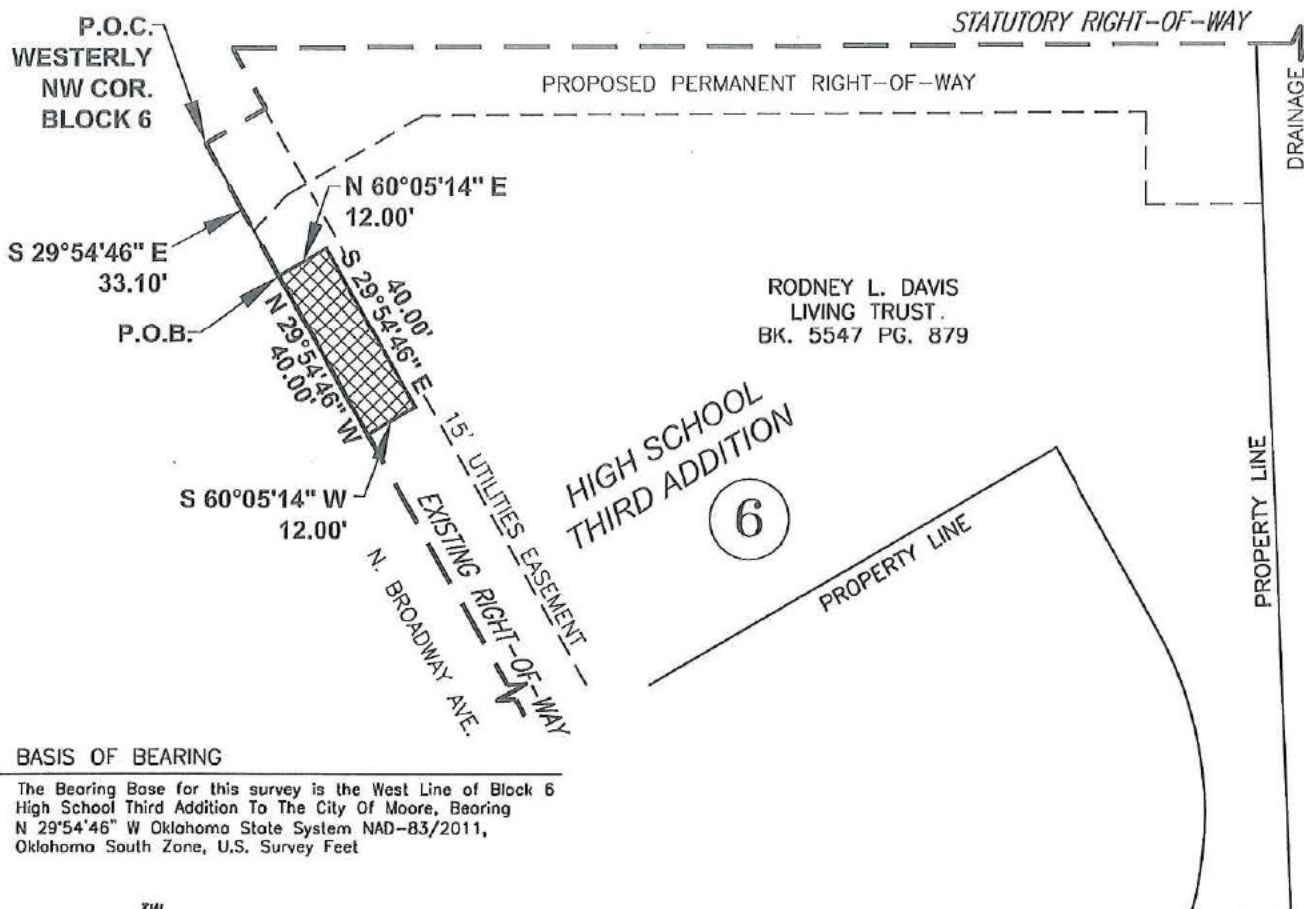 STATUTORY RIGHT-OF-WAY
P.O.C.
WESTERLY
NW COR.
BLOCK 6
PROPOSED PERMANENT RIGHT-OF-WAY
DRAINAGE
N 60°05'14" E
12.00'
S 29°54'46" E
33.10'
P.O.B.
40.00'
S 29°54'46" E
N 29°54'46" W
40.00'
RODNEY L. DAVIS
LIVING TRUST.
BK. 5547 PG. 879
S 60°05'14" W
12.00'
15' UTILITIES EASEMENT
EXISTING RIGHT-OF-WAY
N. BROADWAY AVE.
HIGH SCHOOL
THIRD ADDITION
6
PROPERTY LINE
PROPERTY LINE
BASIS OF BEARING
The Bearing Base for this survey is the West Line of Block 6
High School Third Addition To The City Of Moore, Bearing
N 29°54'46" W Oklahoma State System NAD-83/2011,
Oklahoma South Zone, U.S. Survey Feet